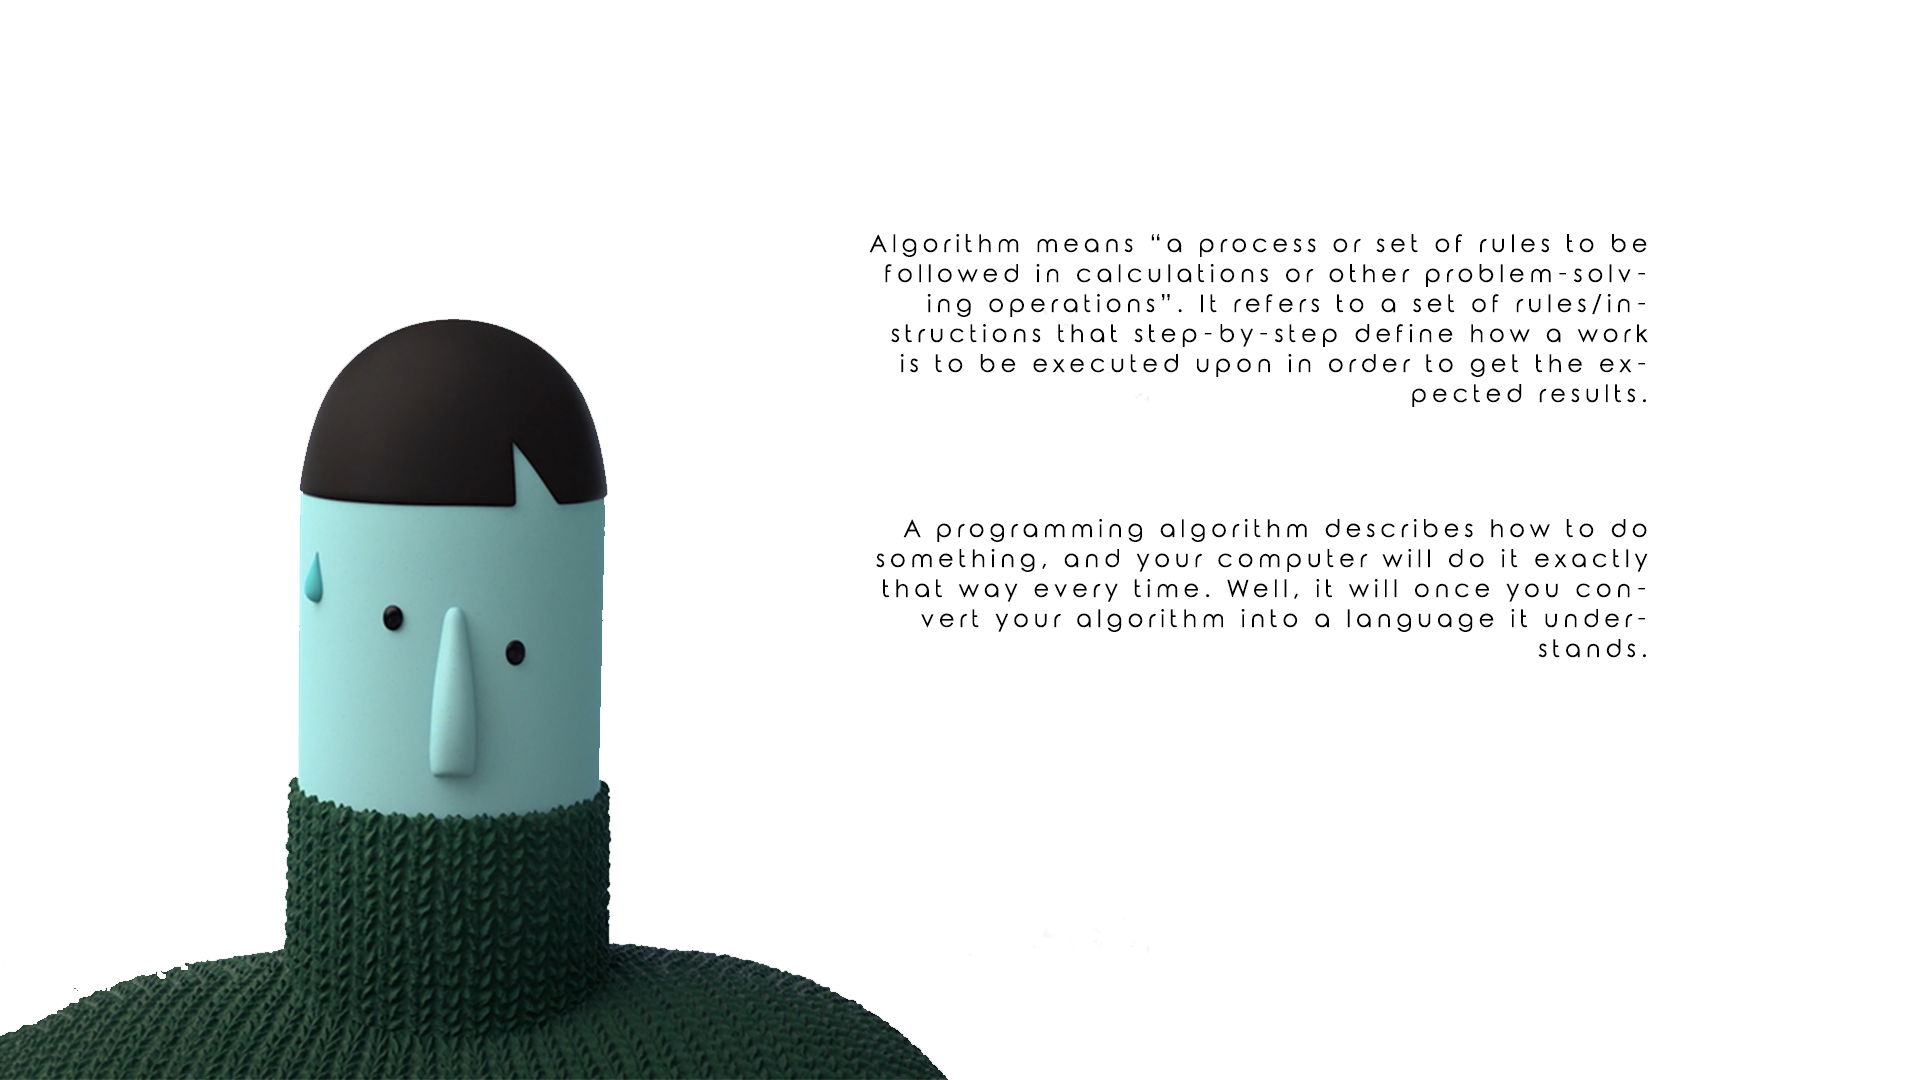 Algorithm means “a process or set of rules to be
followed in calculations or other problem-solv-
ing operations”. It refers to a set of rules/in-
structions that step-by-step define how a work
is to be executed upon in order to get the ex-
pected results.
A programming algorithm describes how to do
something, and your computer will do it exactly
that way every time. Well, it will once you con-
vert your algorithm into a language it under-
stands.